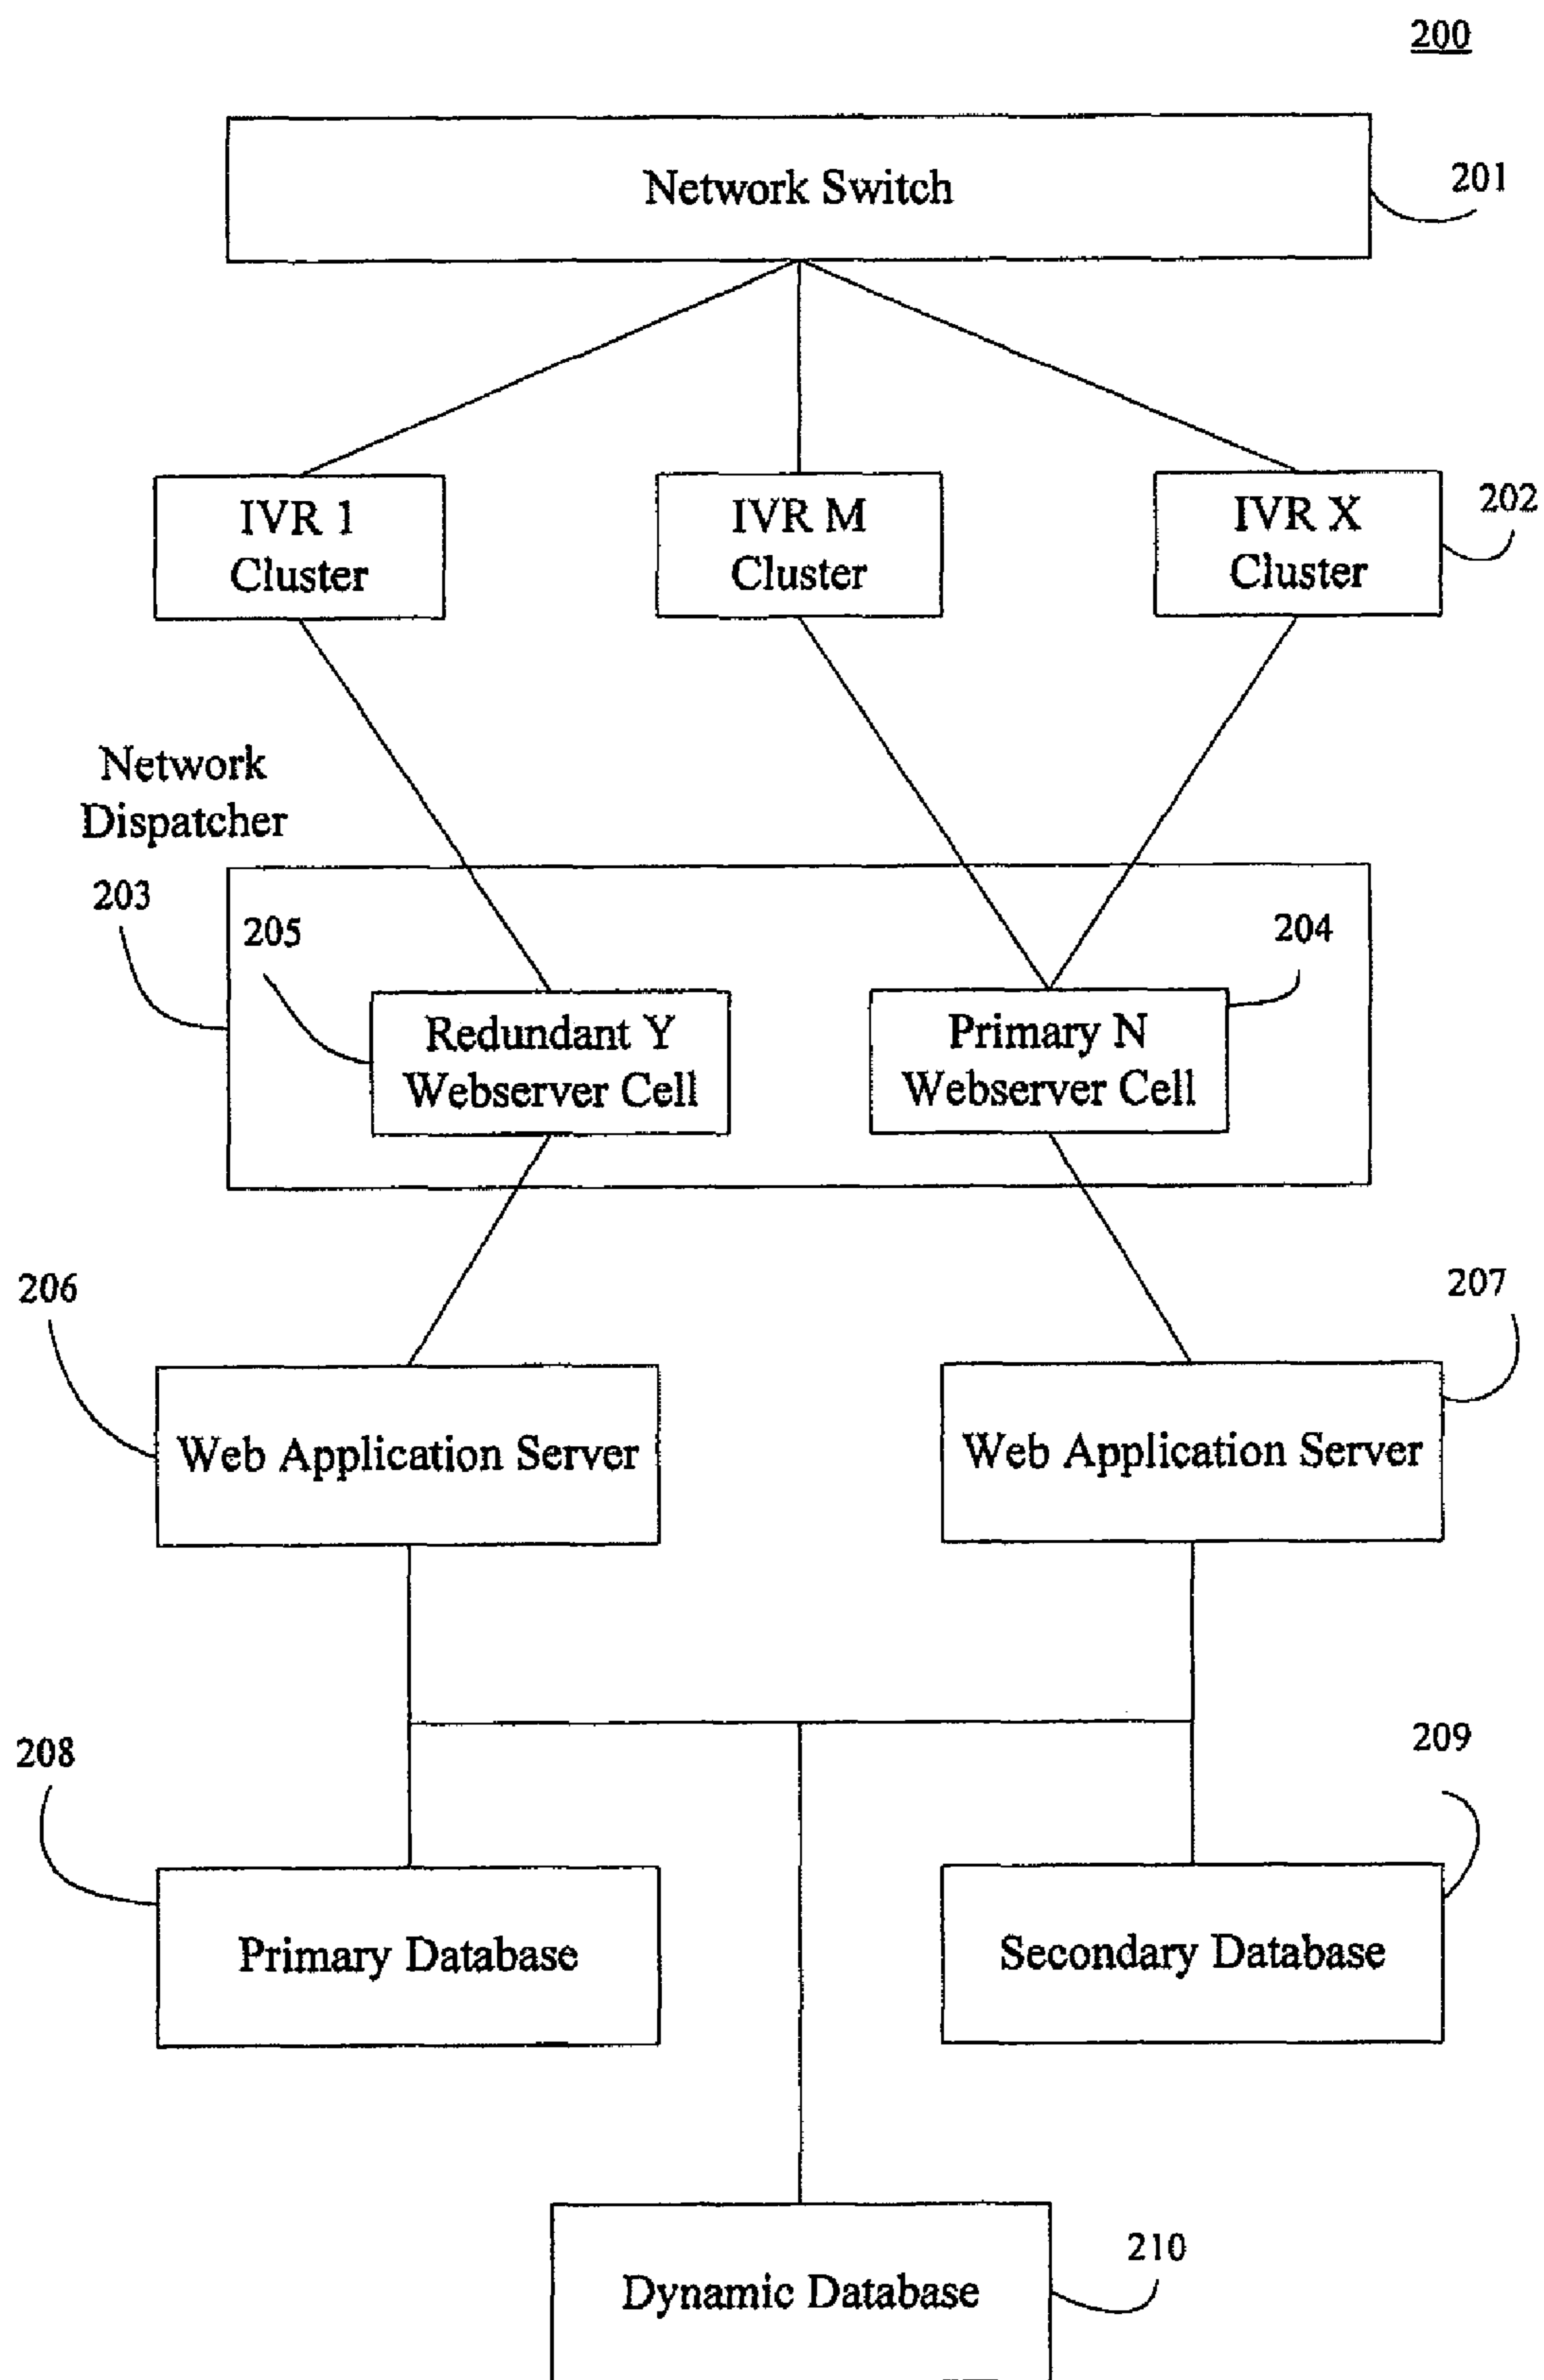 200
Network Switch
201
IVR 1
Cluster
IVR M
Cluster
IVR X
Cluster
202
Network
Dispatcher
203
205
204
Redundant Y
Webserver Cell
Primary N
Webserver Cell
206
207
Web Application Server
Web Application Server
208
209
Primary Database
Secondary Database
210
Dynamic Database